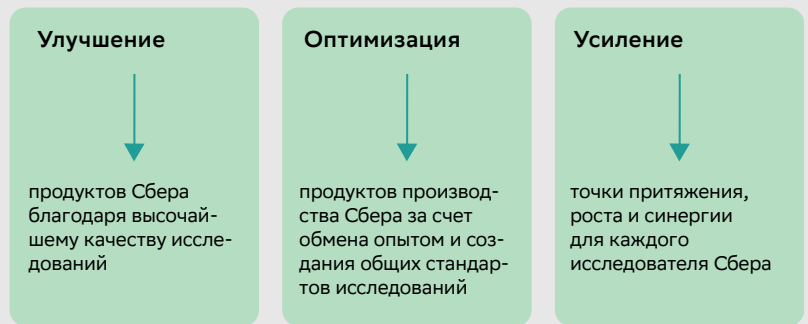 Улучшение
продуктов Сбера
благодаря высочай-
шему качеству иссле-
дований
Оптимизация
продуктов производ-
ства Сбера за счет
обмена опытом и соз-
дания общих стандар-
тов исследований
Усиление
точки притяжения,
роста и синергии
для каждого
исследователя Сбера